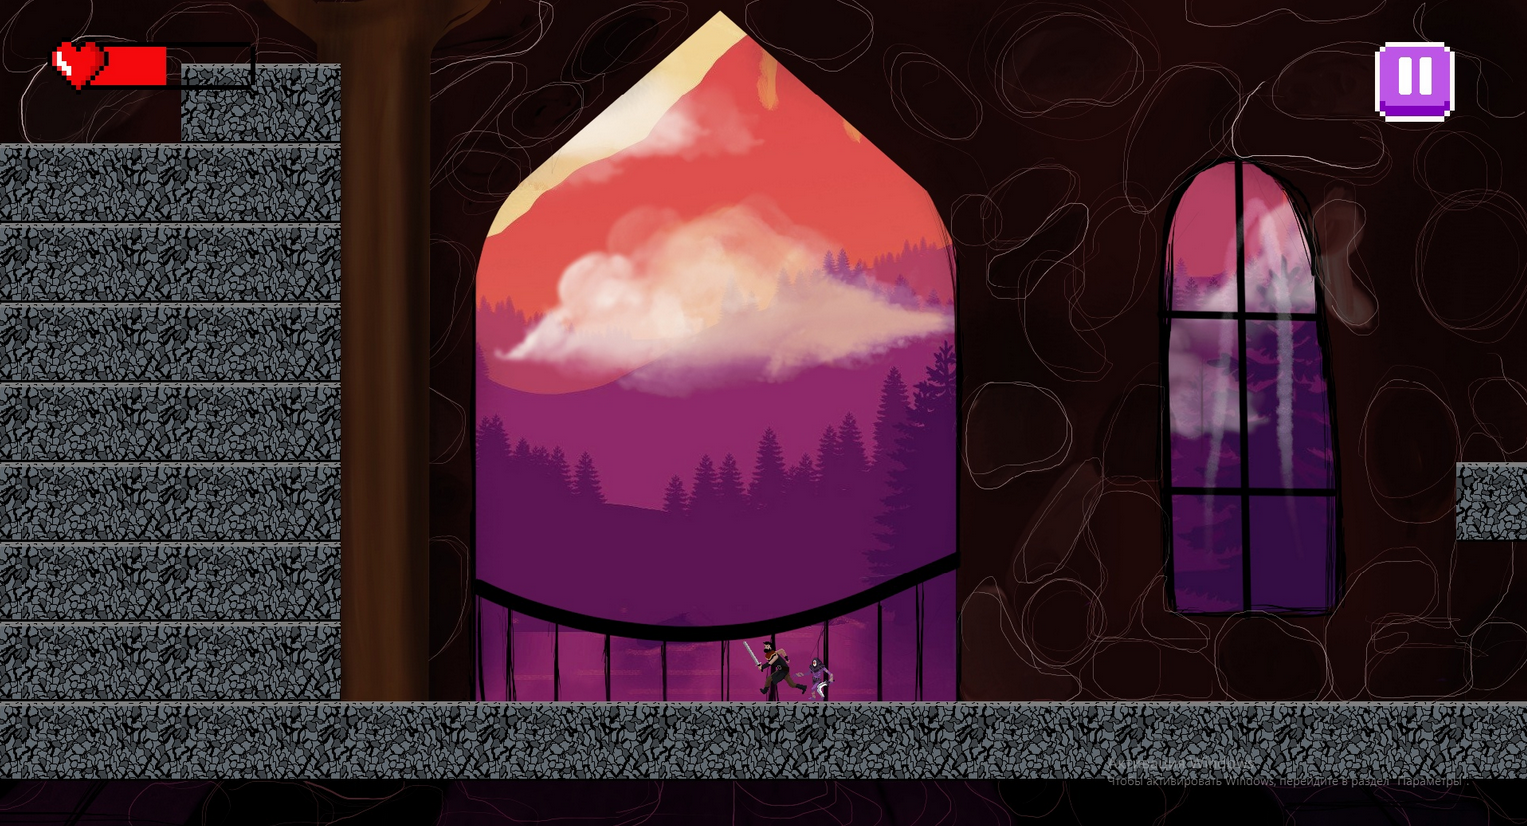 Активация Windows
Чтобы активировать Windows, перейдите в раздел "Параметры".